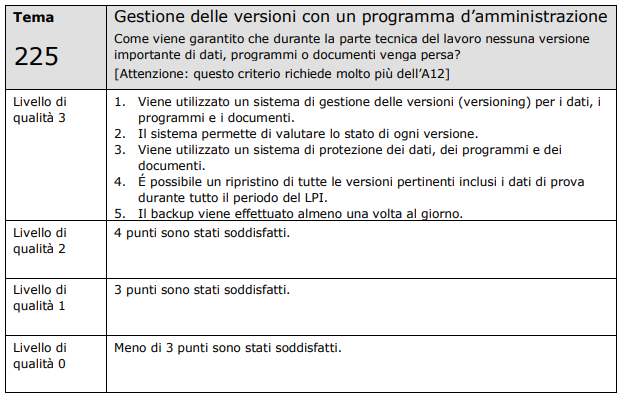 Tema
225
Gestione delle versioni con un programma d’amministrazione
Come viene garantito che durante la parte tecnica del lavoro nessuna versione
importante di dati, programmi o documenti venga persa?
[Attenzione: questo criterio richiede molto più dell’A12]
Livello di
qualità 3
1. Viene utilizzato un sistema di gestione delle versioni (versioning) per i dati, i
programmi e i documenti.
2. Il sistema permette di valutare lo stato di ogni versione.
3. Viene utilizzato un sistema di protezione dei dati, dei programmi e dei
documenti.
4. É possibile un ripristino di tutte le versioni pertinenti inclusi i dati di prova
durante tutto il periodo del LPI.
5. Il backup viene effettuato almeno una volta al giorno.
Livello di
qualità 2
4 punti sono stati soddisfatti.
Livello di
qualità 1
3 punti sono stati soddisfatti.
Livello di
qualità 0
Meno di 3 punti sono stati soddisfatti.